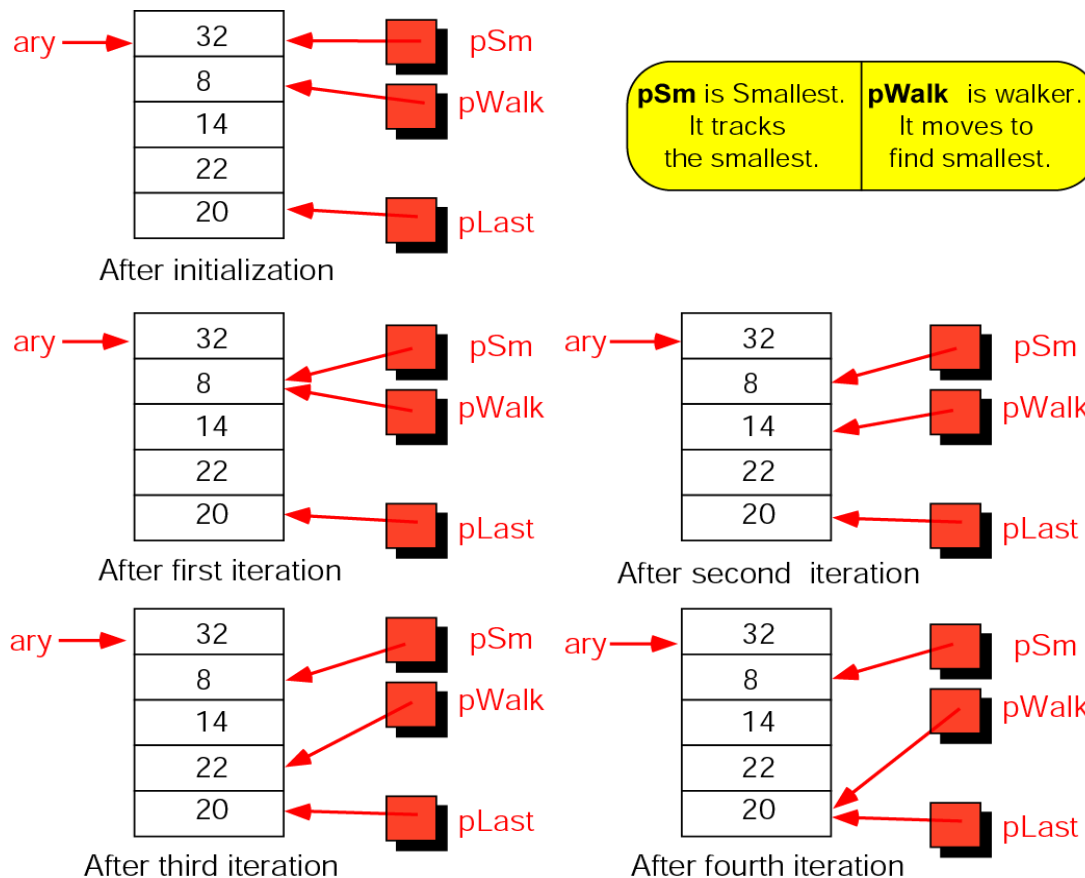 ary
32
8
14
22
20
pSm
pWalk
pLast
After initialization
pSm is Smallest.
It tracks
the smallest.
pWalk is walker.
It moves to
find smallest.
ary
32
8
14
22
20
pSm
pWalk
pLast
After first iteration
ary
32
8
14
22
20
pSm
pWalk
pLast
After second iteration
ary
32
8
14
22
20
pSm
pWalk
pLast
After third iteration
ary
32
8
14
22
20
pSm
pWalk
pLast
After fourth iteration